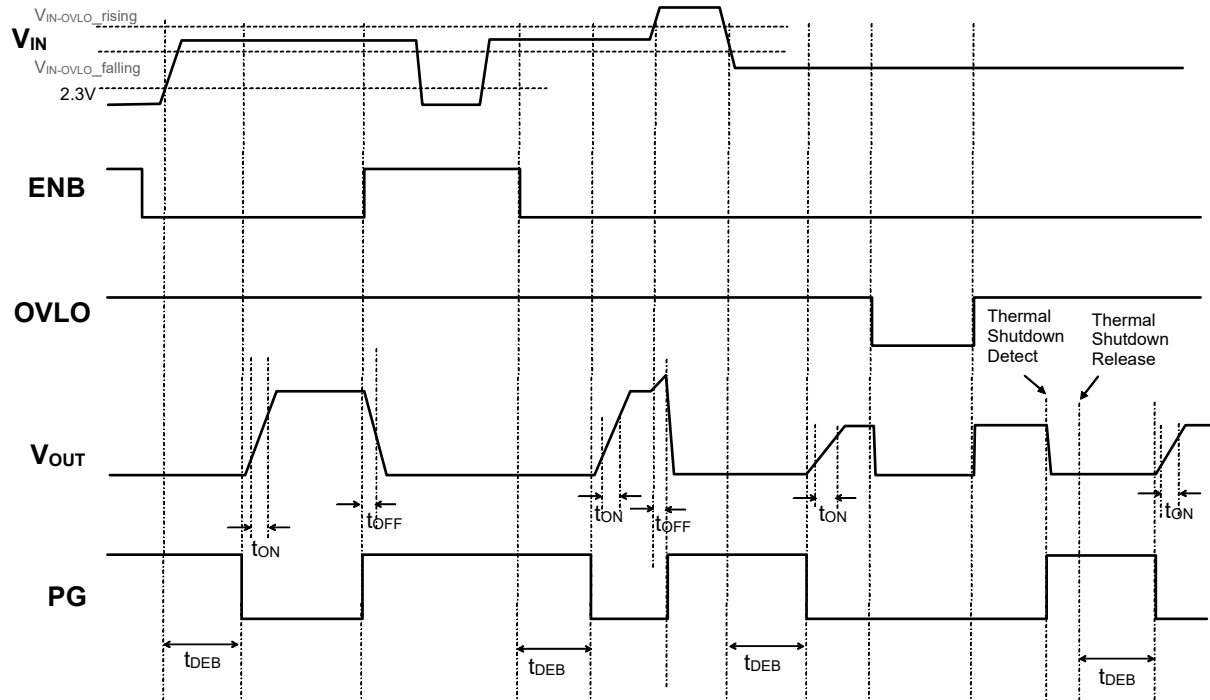 VIN-OVLO_rising
VIN
VIN-OVLO_falling
2.3V
ENB
OVLO
Thermal
Shutdown
Detect
Thermal
Shutdown
Release
VOUT
tON
tOFF
tON
tOFF
tON
tON
PG
tDEB
tDEB
tDEB
tDEB